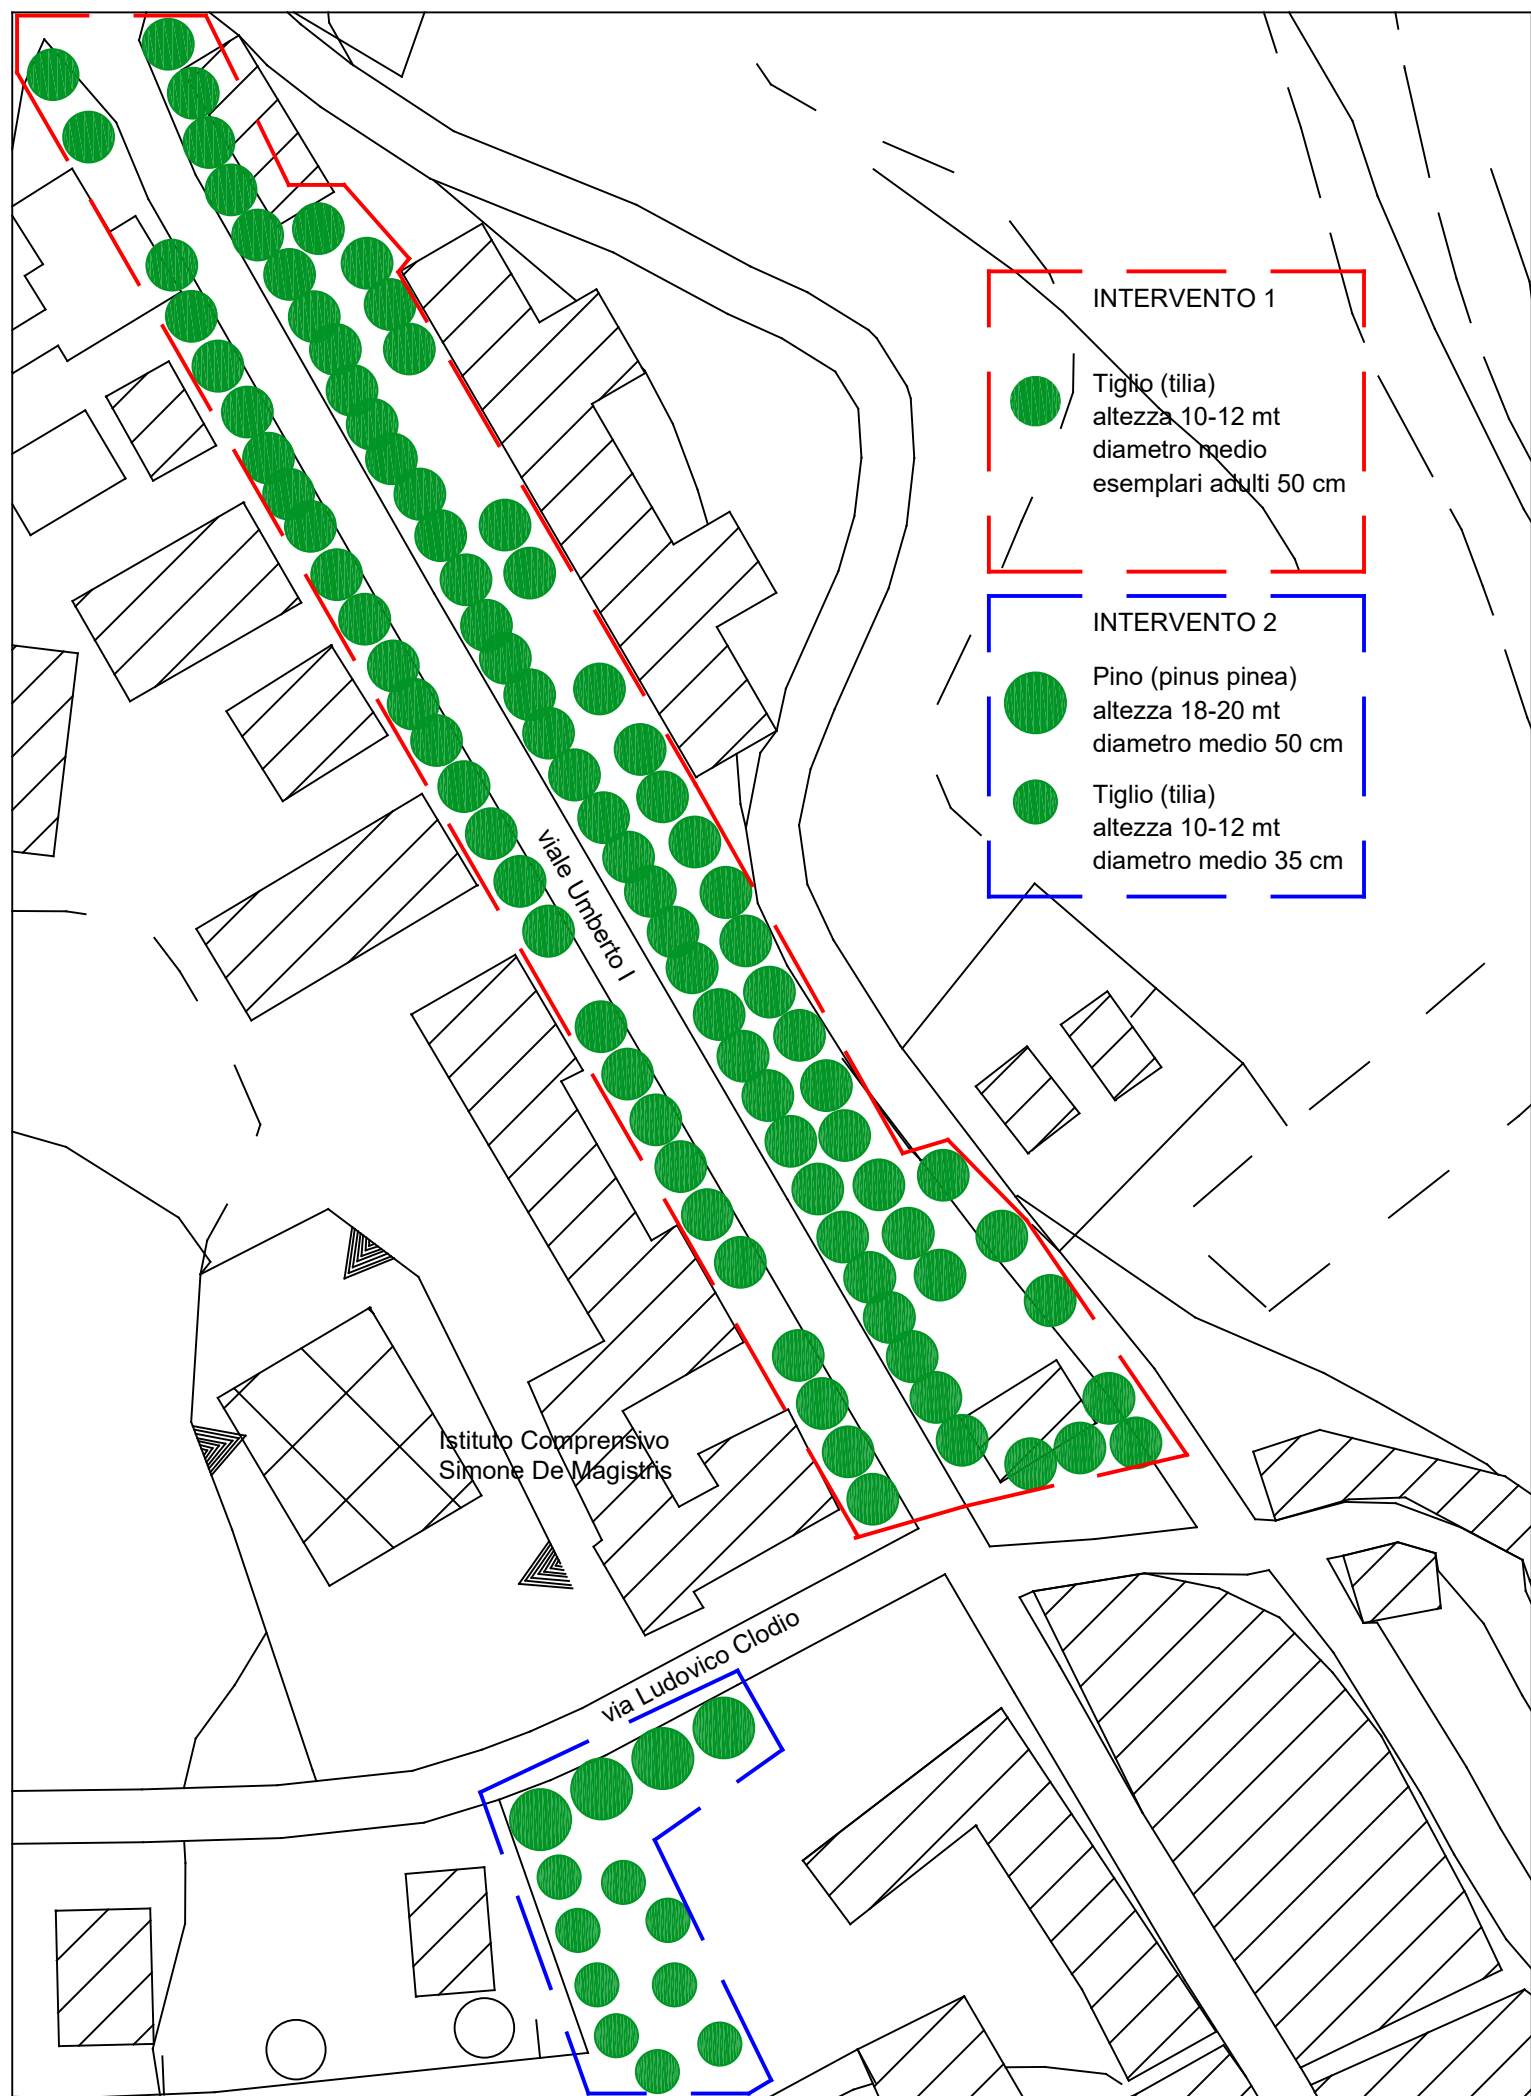 INTERVENTO 1
Tiglio (tilia)
altezza 10-12 mt
diametro medio
esemplari adulti 50 cm
INTERVENTO 2
Pino (pinus pinea)
altezza 18-20 mt
diametro medio 50 cm
Tiglio (tilia)
altezza 10-12 mt
diametro medio 35 cm
viale Umberto I
Istituto Comprensivo
Simone De Magistris
via Ludovico Clodio